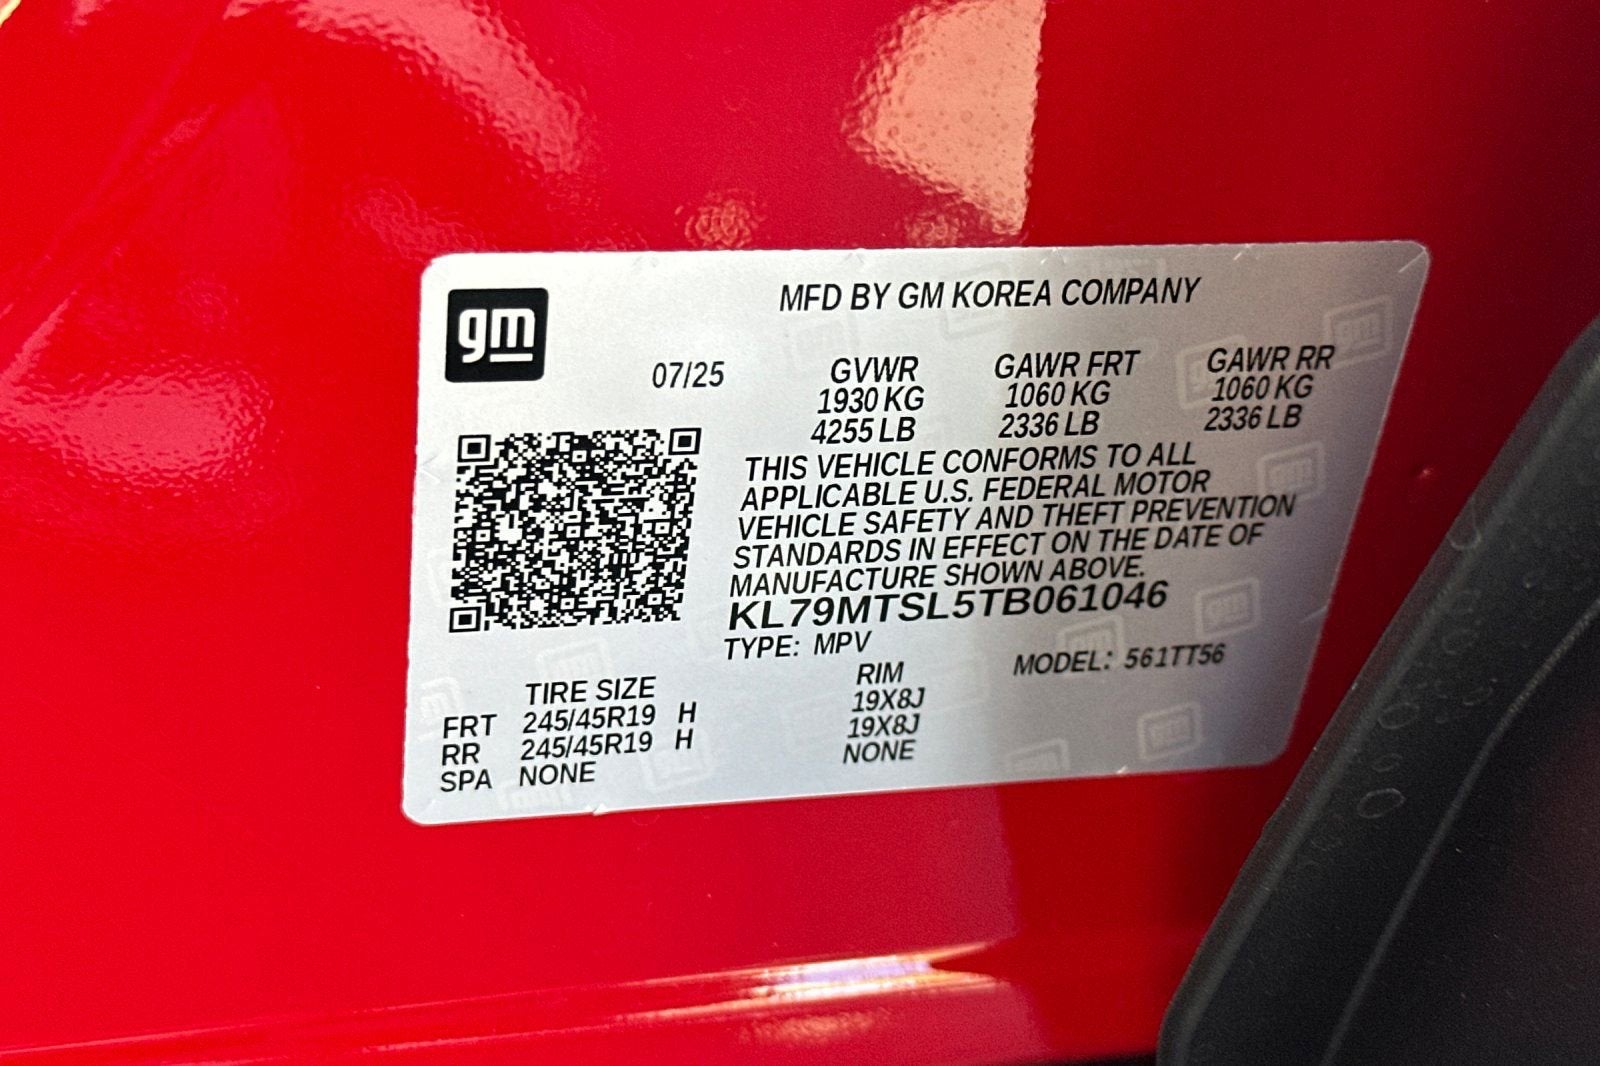 gm
MFD BY GM KOREA COMPANY
07/25
GVWR GAWR FRT GAWR RR
1930 KG 1060 KG 1060 KG
4255 LB 2336 LB 2336 LB
THIS VEHICLE CONFORMS TO ALL
APPLICABLE U.S. FEDERAL MOTOR
VEHICLE SAFETY AND THEFT PREVENTION
STANDARDS IN EFFECT ON THE DATE OF
MANUFACTURE SHOWN ABOVE.
KL79MTSL5TB061046
TYPE: MPV MODEL: 561TT56
TIRE SIZE RIM
FRT 245/45R19 H 19X8J
RR 245/45R19 H 19X8J
SPA NONE NONE